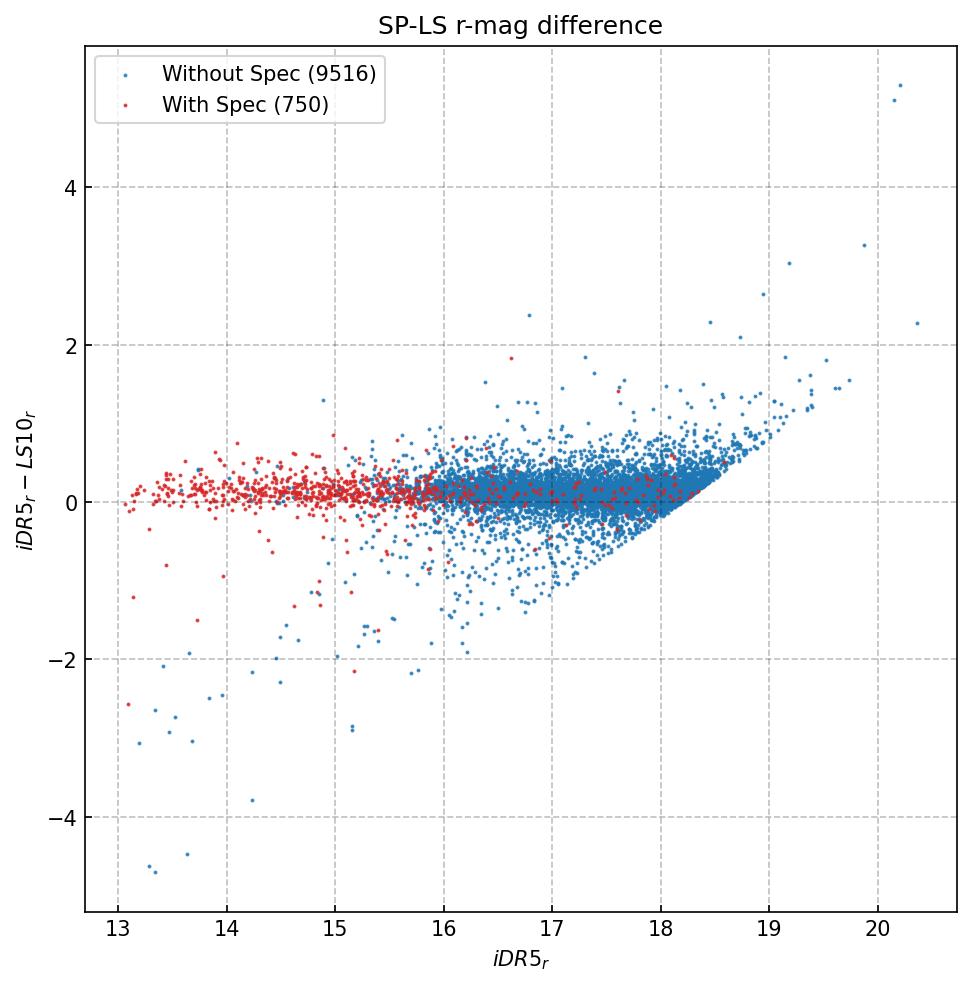 SP-LS r-mag difference
Without Spec (9516)
With Spec (750)
4
2
0
−2
−4
iDR5r − LS10r
13 14 15 16 17 18 19 20
iDR5r